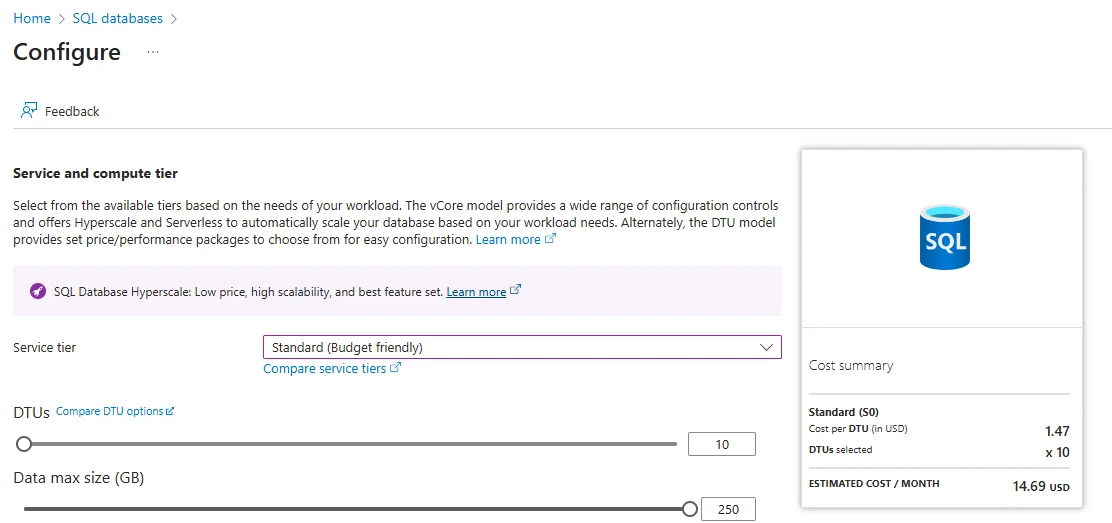 Home > SQL databases >
Configure ...
Feedback
Service and compute tier
Select from the available tiers based on the needs of your workload. The vCore model provides a wide range of configuration controls
and offers Hyperscale and Serverless to automatically scale your database based on your workload needs. Alternately, the DTU model
provides set price/performance packages to choose from for easy configuration. Learn more
SQL Database Hyperscale: Low price, high scalability, and best feature set. Learn more
Service tier
Standard (Budget friendly)
Compare service tiers
DTUs Compare DTU options
10
Data max size (GB)
250
SQL
Cost summary
Standard (S0)
Cost per DTU (in USD) 1.47
DTUs selected x 10
ESTIMATED COST / MONTH 14.69 USD